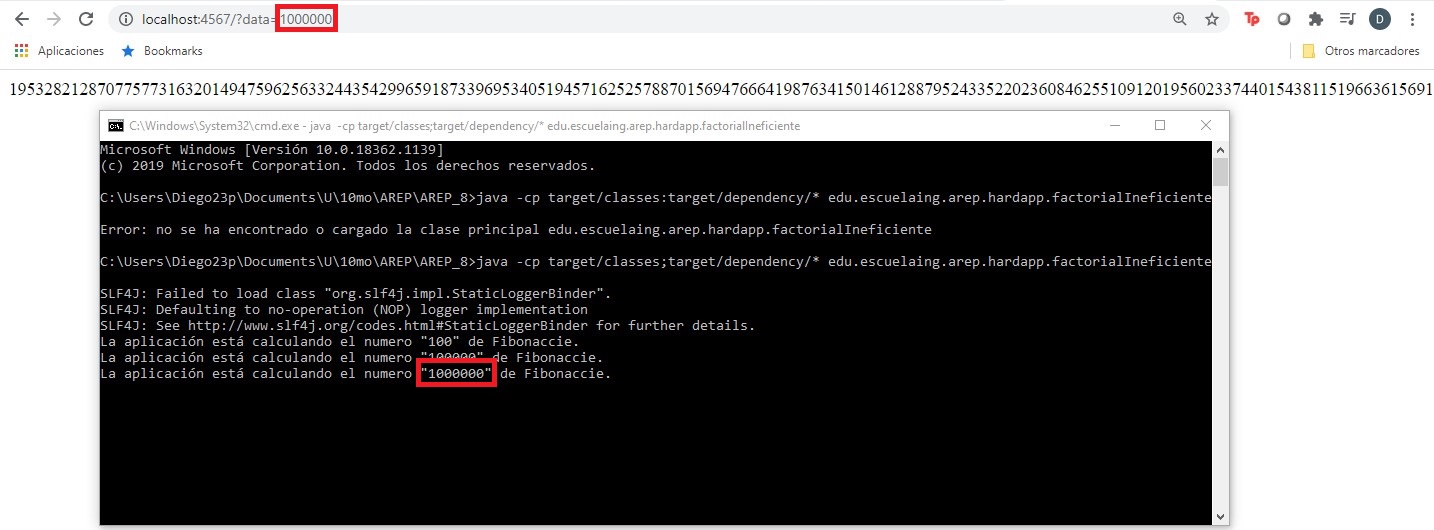 localhost:4567/?data=1000000
Tp
D
Aplicaciones
Bookmarks
Otros marcadores
195328212870775773163201494759625633244354299659187339695340519457162525788701569476664198763415014612887952433522023608462551091201956023374401543811519663615691
C:\Windows\System32\cmd.exe - java -cp target/classes;target/dependency/* edu.escuelaing.arep.hardapp.factorialIneficiente
Microsoft Windows [Versión 10.0.18362.1139]
(c) 2019 Microsoft Corporation. Todos los derechos reservados.
C:\Users\Diego23p\Documents\U\10mo\AREP\AREP_8>java -cp target/classes:target/dependency/* edu.escuelaing.arep.hardapp.factorialIneficiente
Error: no se ha encontrado o cargado la clase principal edu.escuelaing.arep.hardapp.factorialIneficiente
C:\Users\Diego23p\Documents\U\10mo\AREP\AREP_8>java -cp target/classes;target/dependency/* edu.escuelaing.arep.hardapp.factorialIneficiente
SLF4J: Failed to load class "org.slf4j.impl.StaticLoggerBinder".
SLF4J: Defaulting to no-operation (NOP) logger implementation
SLF4J: See http://www.slf4j.org/codes.html#StaticLoggerBinder for further details.
La aplicación está calculando el numero "100" de Fibonaccie.
La aplicación está calculando el numero "100000" de Fibonaccie.
La aplicación está calculando el numero "1000000" de Fibonaccie.